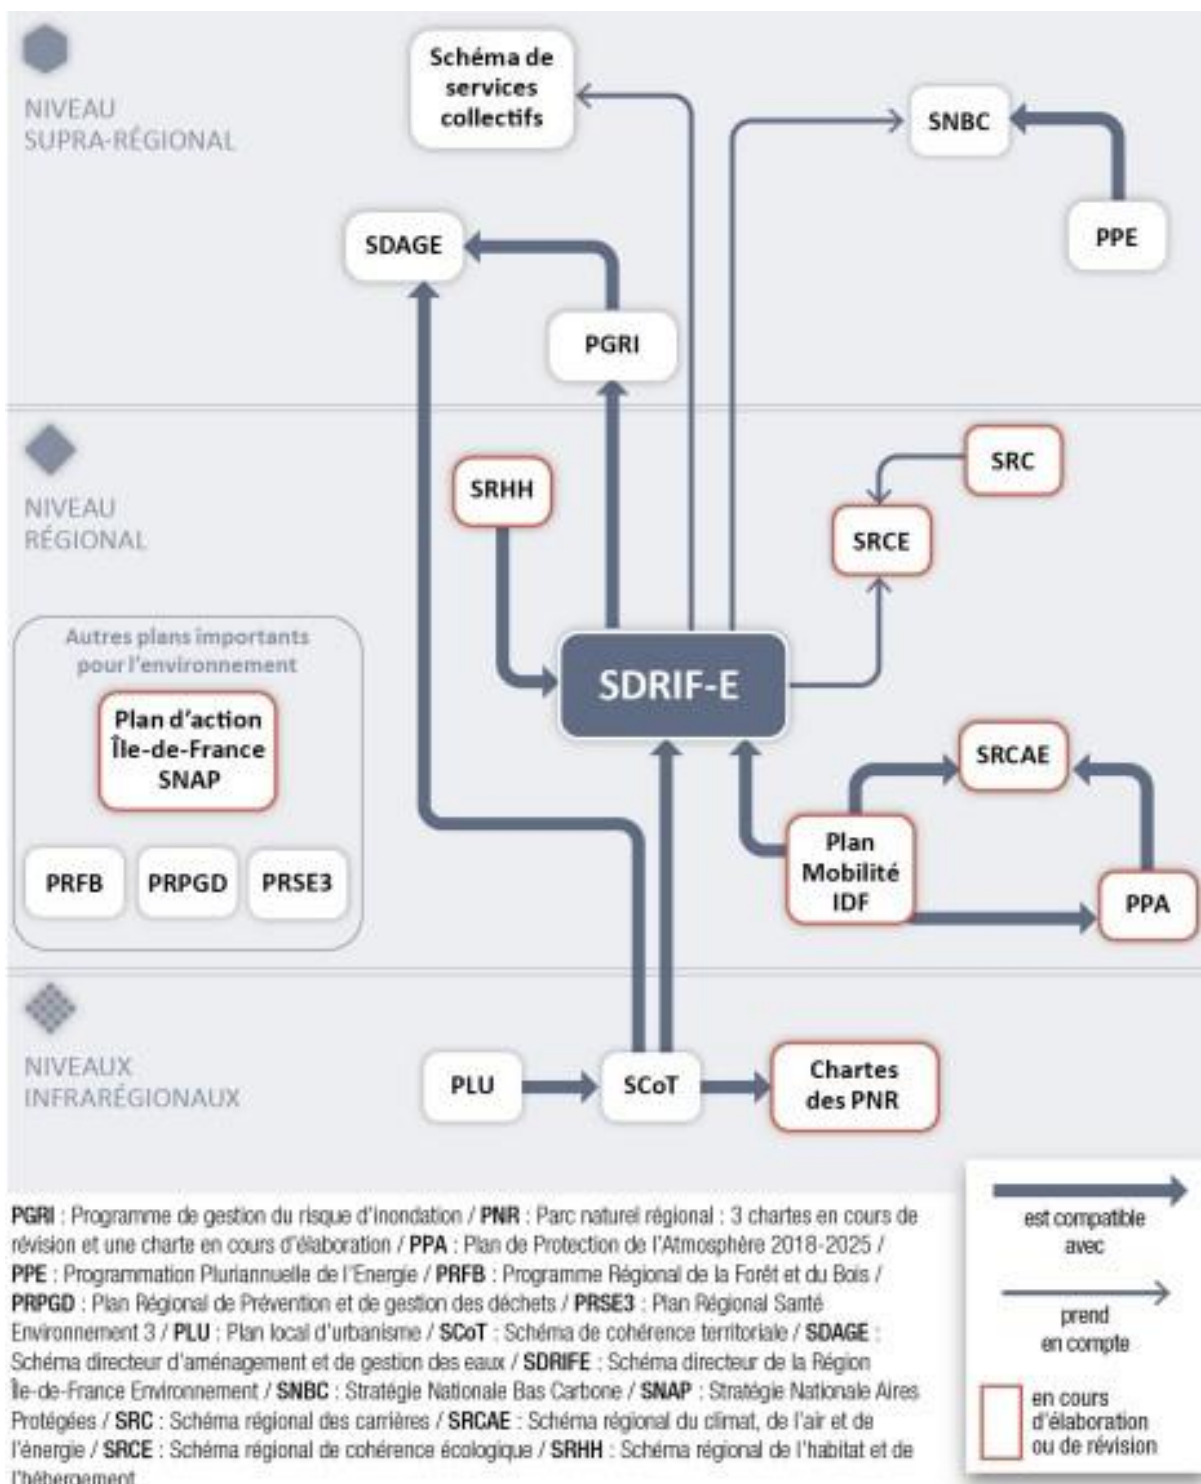 NIVEAU
SUPRA-RÉGIONAL
Schéma de
services
collectifs
SNBC
PPE
SDAGE
PGRI
NIVEAU
RÉGIONAL
SRHH
SRC
SRCE
Autres plans importants
pour l'environnement
Plan d'action
Île-de-France
SNAP
PRFB
PRPGD
PRSE3
SDRIF-E
SRCAE
Plan
Mobilité
IDF
PPA
NIVEAUX
INFRARÉGIONAUX
PLU
SCoT
Chartes
des PNR
PGRI : Programme de gestion du risque d'inondation / PNR : Parc naturel régional : 3 chartes en cours de
révision et une charte en cours d'élaboration / PPA : Plan de Protection de l'Atmosphère 2018-2025 /
PPE : Programmation Pluriannuelle de l'Energie / PRFB : Programme Régional de la Forêt et du Bois /
PRPGD : Plan Régional de Prévention et de gestion des déchets / PRSE3 : Plan Régional Santé
Environnement 3 / PLU : Plan local d'urbanisme / SCoT : Schéma de cohérence territoriale / SDAGE :
Schéma directeur d'aménagement et de gestion des eaux / SDRIFE : Schéma directeur de la Région
Île-de-France Environnement / SNBC : Stratégie Nationale Bas Carbone / SNAP : Stratégie Nationale Aires
Protégées / SRC : Schéma régional des carrières / SRCAE : Schéma régional du climat, de l'air et de
l'énergie / SRCE : Schéma régional de cohérence écologique / SRHH : Schéma régional de l'habitat et de
l'hébergement
est compatible
avec
prend
en compte
en cours
d'élaboration
ou de révision